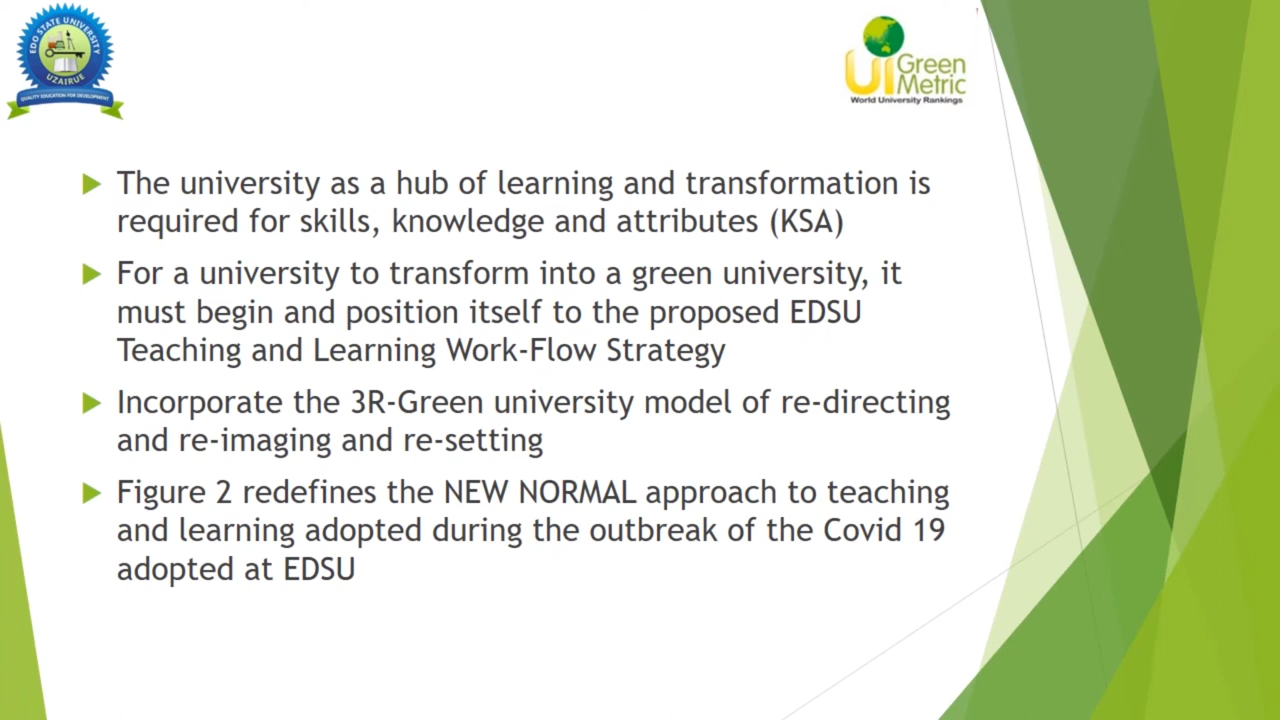 EDO STATE UNIVERSITY
UZAIRUE
QUALITY EDUCATION FOR DEVELOPMENT
UI Green
Metric
World University Rankings
The university as a hub of learning and transformation is
required for skills, knowledge and attributes (KSA)
For a university to transform into a green university, it
must begin and position itself to the proposed EDSU
Teaching and Learning Work-Flow Strategy
Incorporate the 3R-Green university model of re-directing
and re-imaging and re-setting
Figure 2 redefines the NEW NORMAL approach to teaching
and learning adopted during the outbreak of the Covid 19
adopted at EDSU